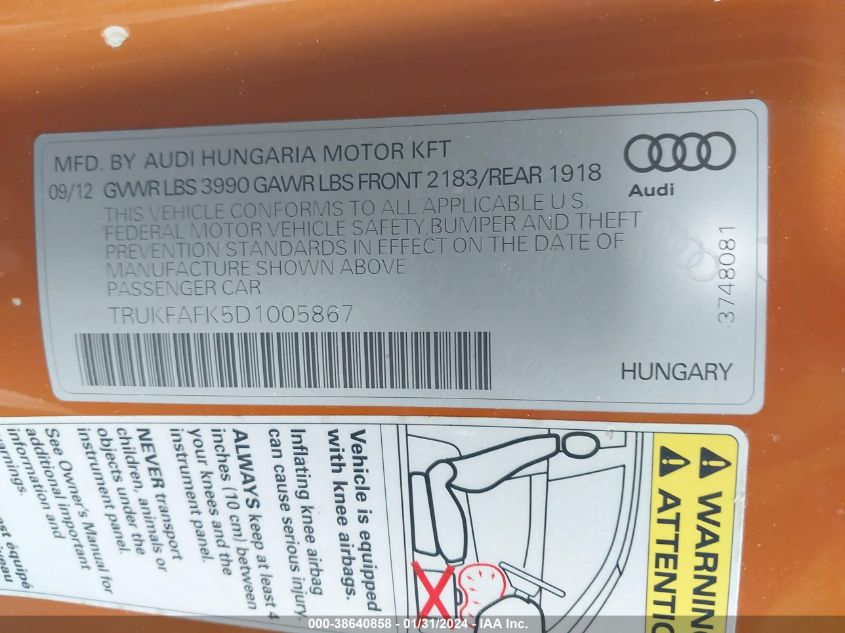 MFD. BY AUDI HUNGARIA MOTOR KFT
09/12 GVWR LBS 3990 GAWR LBS FRONT 2183/REAR 1918
THIS VEHICLE CONFORMS TO ALL APPLICABLE U.S.
FEDERAL MOTOR VEHICLE SAFETY, BUMPER AND THEFT
PREVENTION STANDARDS IN EFFECT ON THE DATE OF
MANUFACTURE SHOWN ABOVE
PASSENGER CAR
TRUKFAFK5D1005867
Audi
3748081
HUNGARY
WARNING
ATTENTIO
Vehicle is equipped
with knee airbags.
Inflating knee airbag
can cause serious injury.
ALWAYS keep at least 4
inches (10 cm) between
your knees and the
instrument panel.
NEVER transport
children, animals or
objects under the
instrument panel.
See Owner's Manual for
additional important
information and
warnings.
est équipé
000-38640858 - 01/31/2024 - IAA Inc.